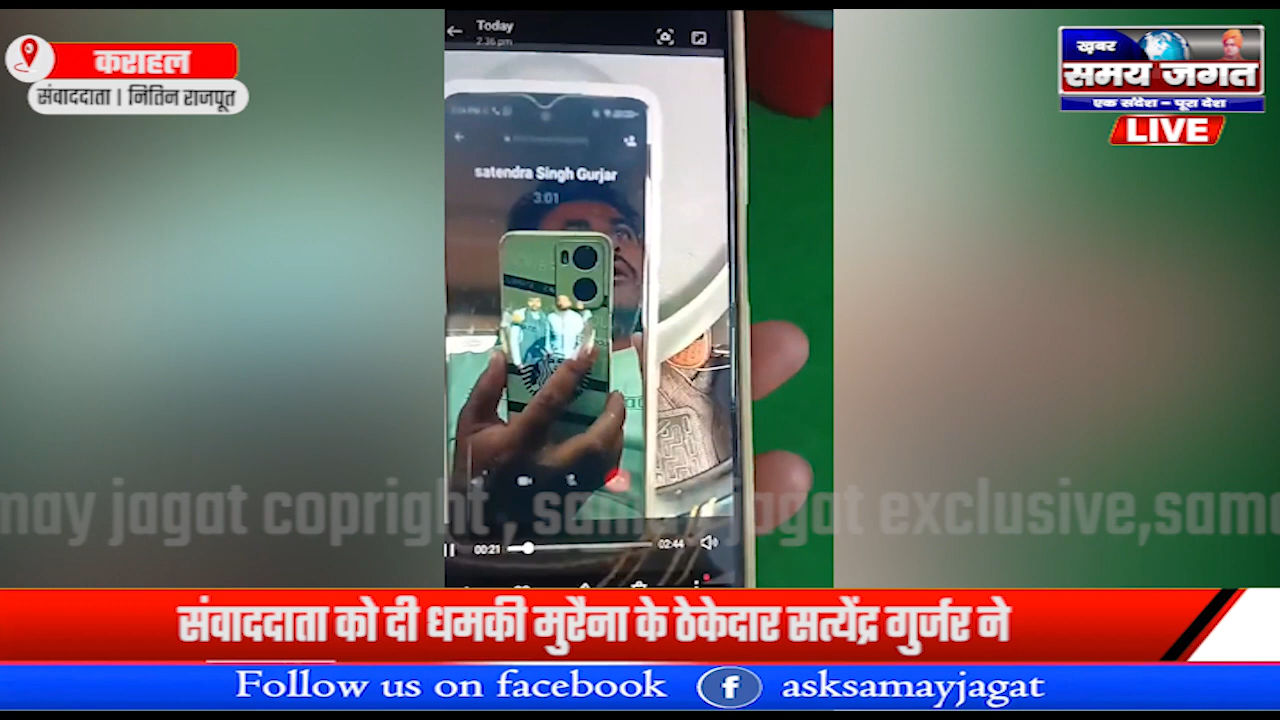 कराहल
संवाददाता । नितिन राजपूत
Today
2.36 pm
satendra Singh Gurjar
3:01
00:21
02:44
ख़बर
समय जगत
एक संदेश - पूरा देश
LIVE
may jagat copright , samay jagat exclusive,sama
संवाददाता को दी धमकी मुरैना के ठेकेदार सत्येंद्र गुर्जर ने
Follow us on facebook f asksamayjagat